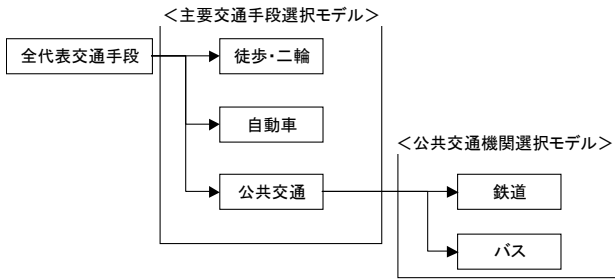 ＜主要交通手段選択モデル＞
全代表交通手段
徒歩・二輪
自動車
＜公共交通機関選択モデル＞
公共交通
鉄道
バス